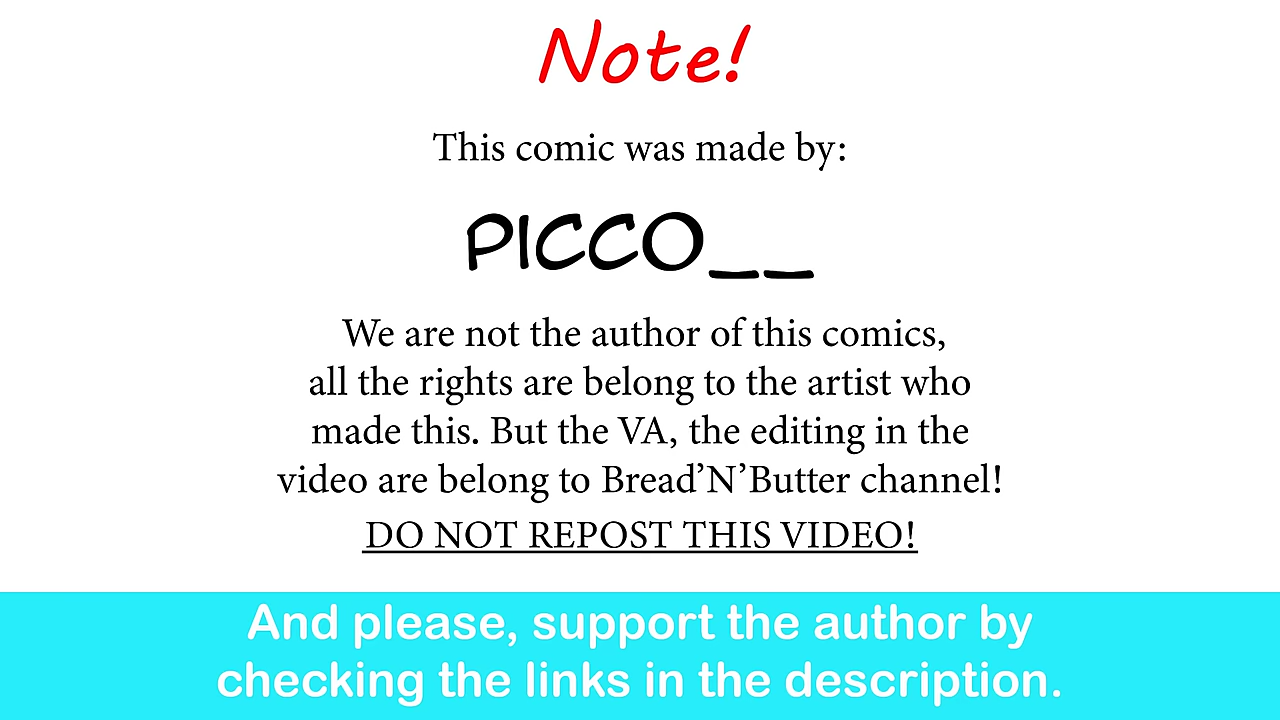 Note!
This comic was made by:
PICCO__
We are not the author of this comics,
all the rights are belong to the artist who
made this. But the VA, the editing in the
video are belong to Bread’N’Butter channel!
DO NOT REPOST THIS VIDEO!
And please, support the author by
checking the links in the description.